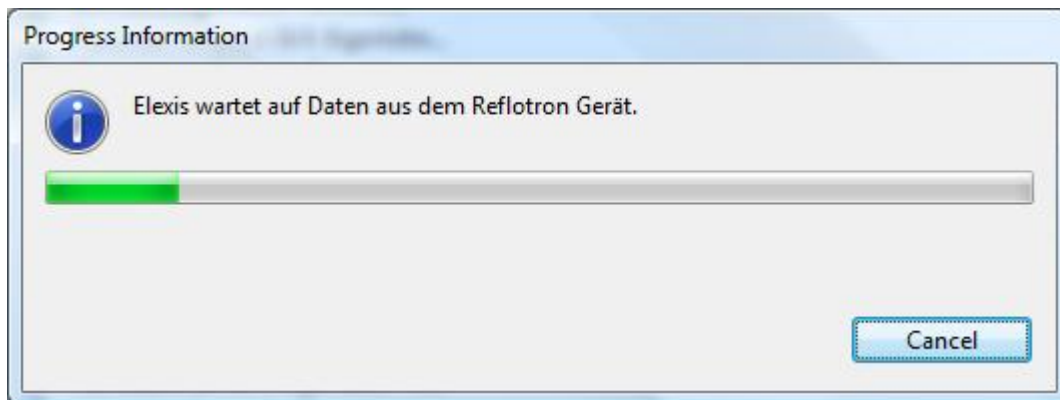 Progress Information
Elexis wartet auf Daten aus dem Reflotron Gerät.
Cancel